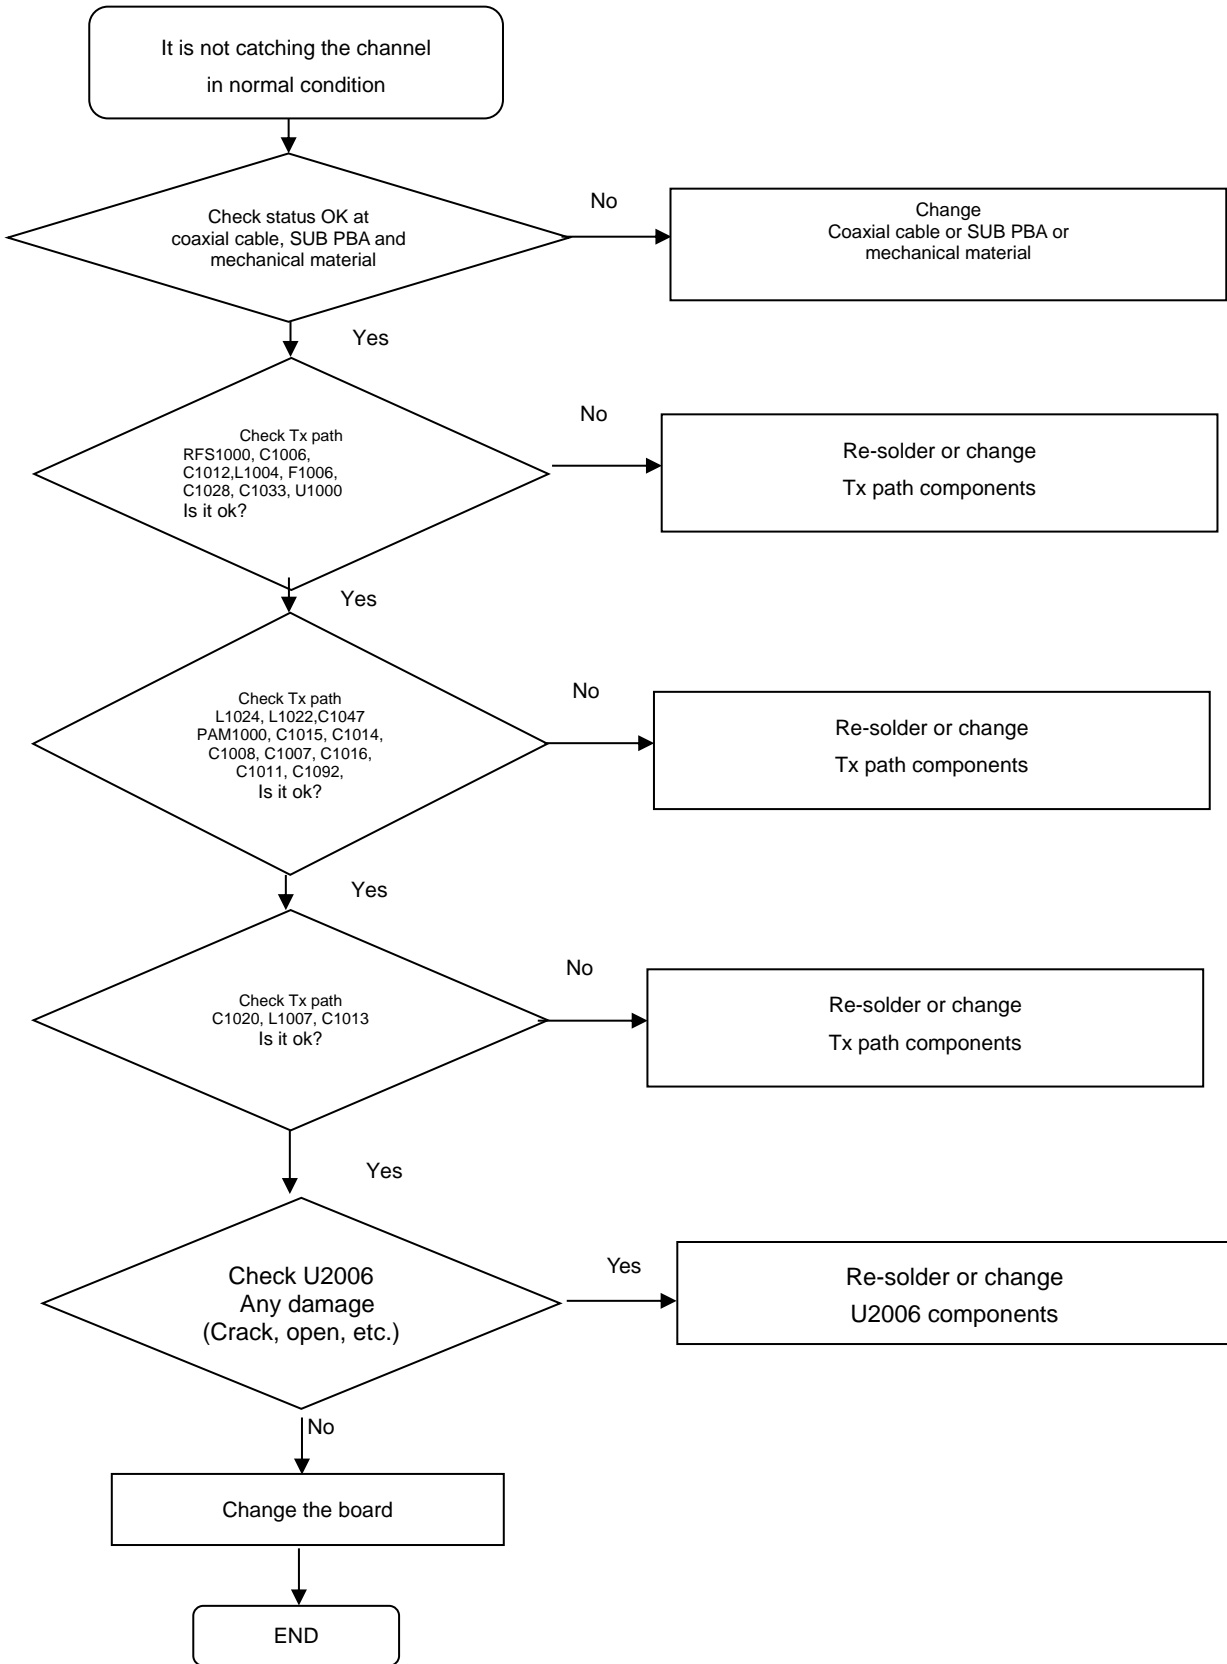 It is not catching the channel
in normal condition
Check status OK at
coaxial cable, SUB PBA and
mechanical material
No
Change
Coaxial cable or SUB PBA or
mechanical material
Yes
Check Tx path
RFS1000, C1006,
C1012,L1004, F1006,
C1028, C1033, U1000
Is it ok?
No
Re-solder or change
Tx path components
Yes
Check Tx path
L1024, L1022,C1047
PAM1000, C1015, C1014,
C1008, C1007, C1016,
C1011, C1092,
Is it ok?
No
Re-solder or change
Tx path components
Yes
Check Tx path
C1020, L1007, C1013
Is it ok?
No
Re-solder or change
Tx path components
Yes
Check U2006
Any damage
(Crack, open, etc.)
Yes
Re-solder or change
U2006 components
No
Change the board
END